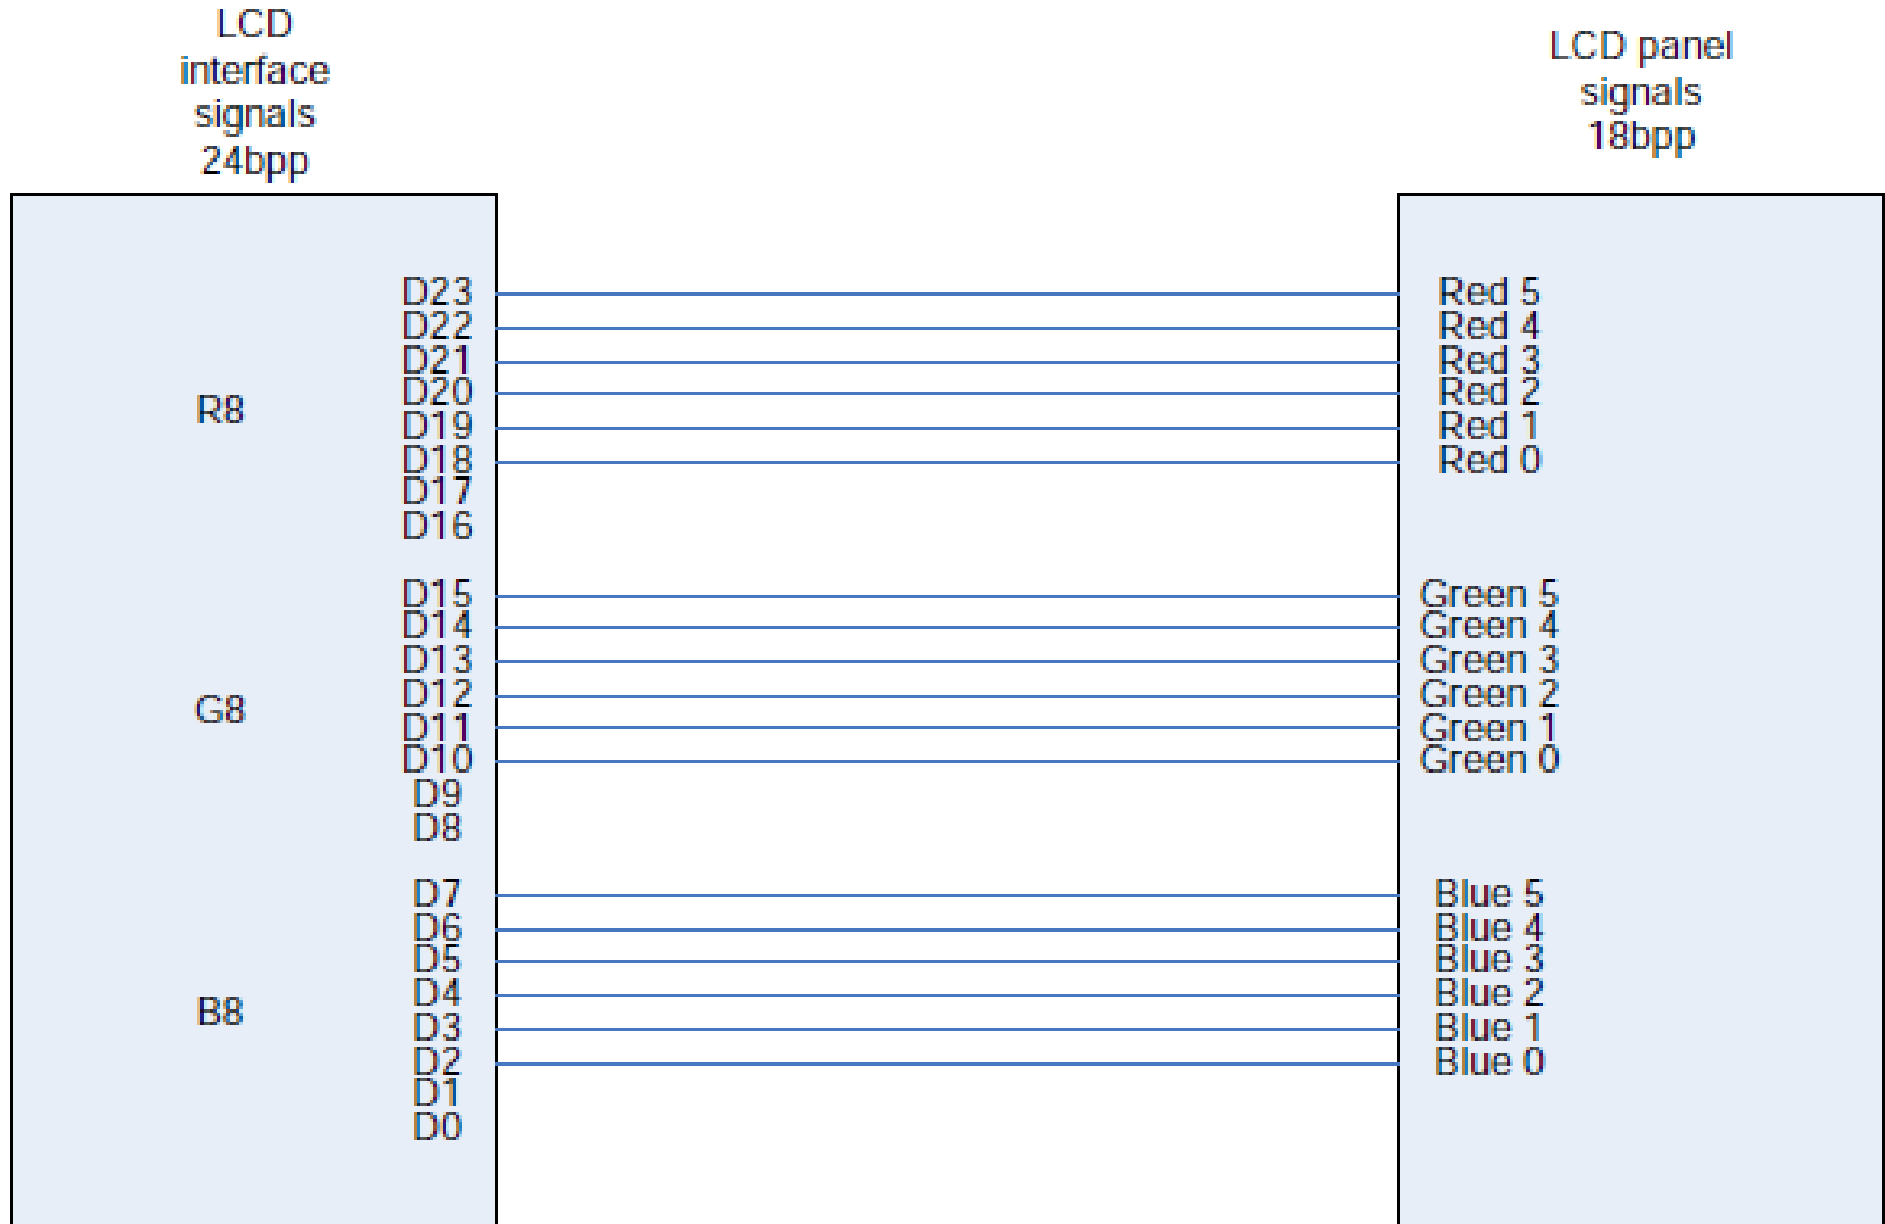 LCD
interface
signals
24bpp
LCD panel
signals
18bpp
R8
D23
D22
D21
D20
D19
D18
D17
D16
Red 5
Red 4
Red 3
Red 2
Red 1
Red 0
G8
D15
D14
D13
D12
D11
D10
D9
D8
Green 5
Green 4
Green 3
Green 2
Green 1
Green 0
B8
D7
D6
D5
D4
D3
D2
D1
D0
Blue 5
Blue 4
Blue 3
Blue 2
Blue 1
Blue 0